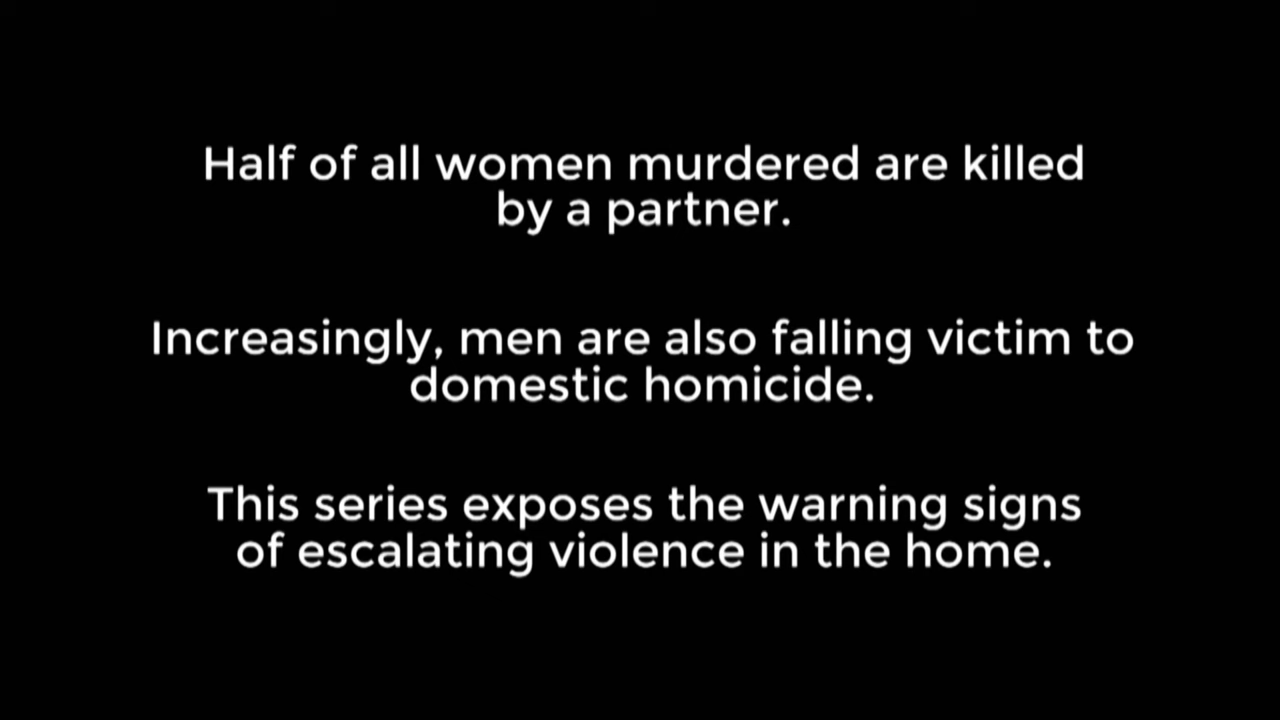 Half of all women murdered are killed
by a partner.
Increasingly, men are also falling victim to
domestic homicide.
This series exposes the warning signs
of escalating violence in the home.